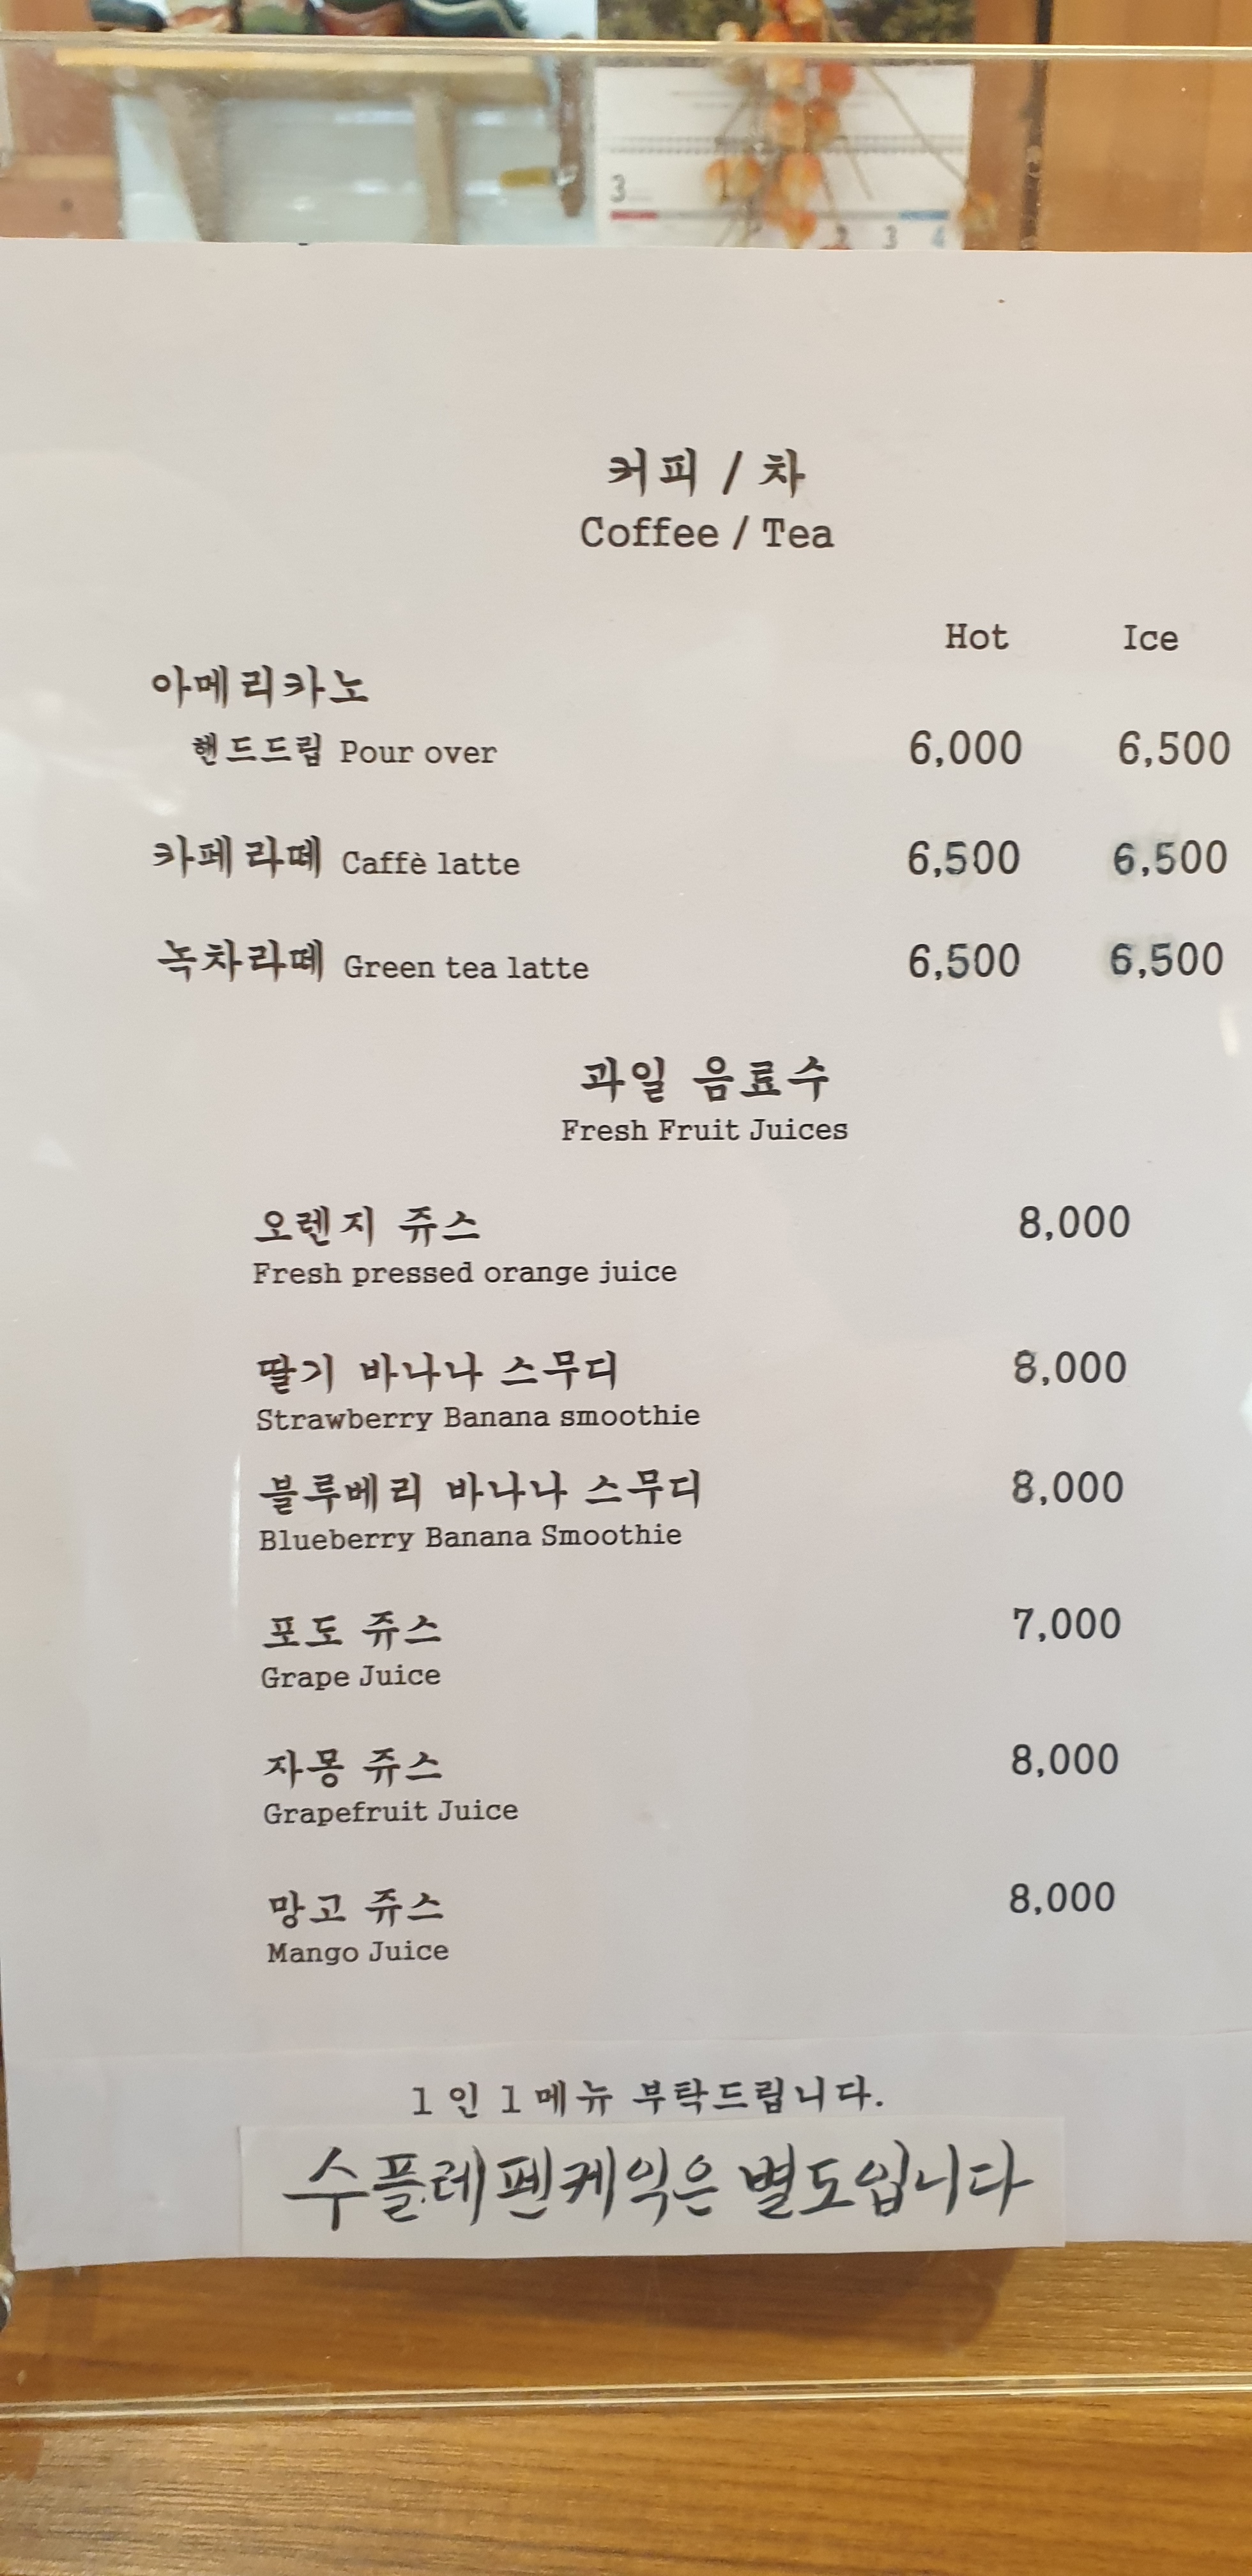 3
2 3 4
커피 / 차
Coffee / Tea
Hot Ice
아메리카노
핸드드립 Pour over 6,000 6,500
카페라떼 Caffè latte 6,500 6,500
녹차라떼 Green tea latte 6,500 6,500
과일 음료수
Fresh Fruit Juices
오렌지 쥬스 8,000
Fresh pressed orange juice
딸기 바나나 스무디 8,000
Strawberry Banana smoothie
블루베리 바나나 스무디 8,000
Blueberry Banana Smoothie
포도 쥬스 7,000
Grape Juice
자몽 쥬스 8,000
Grapefruit Juice
망고 쥬스 8,000
Mango Juice
1인 1메뉴 부탁드립니다.
수플레펜케익은 별도입니다